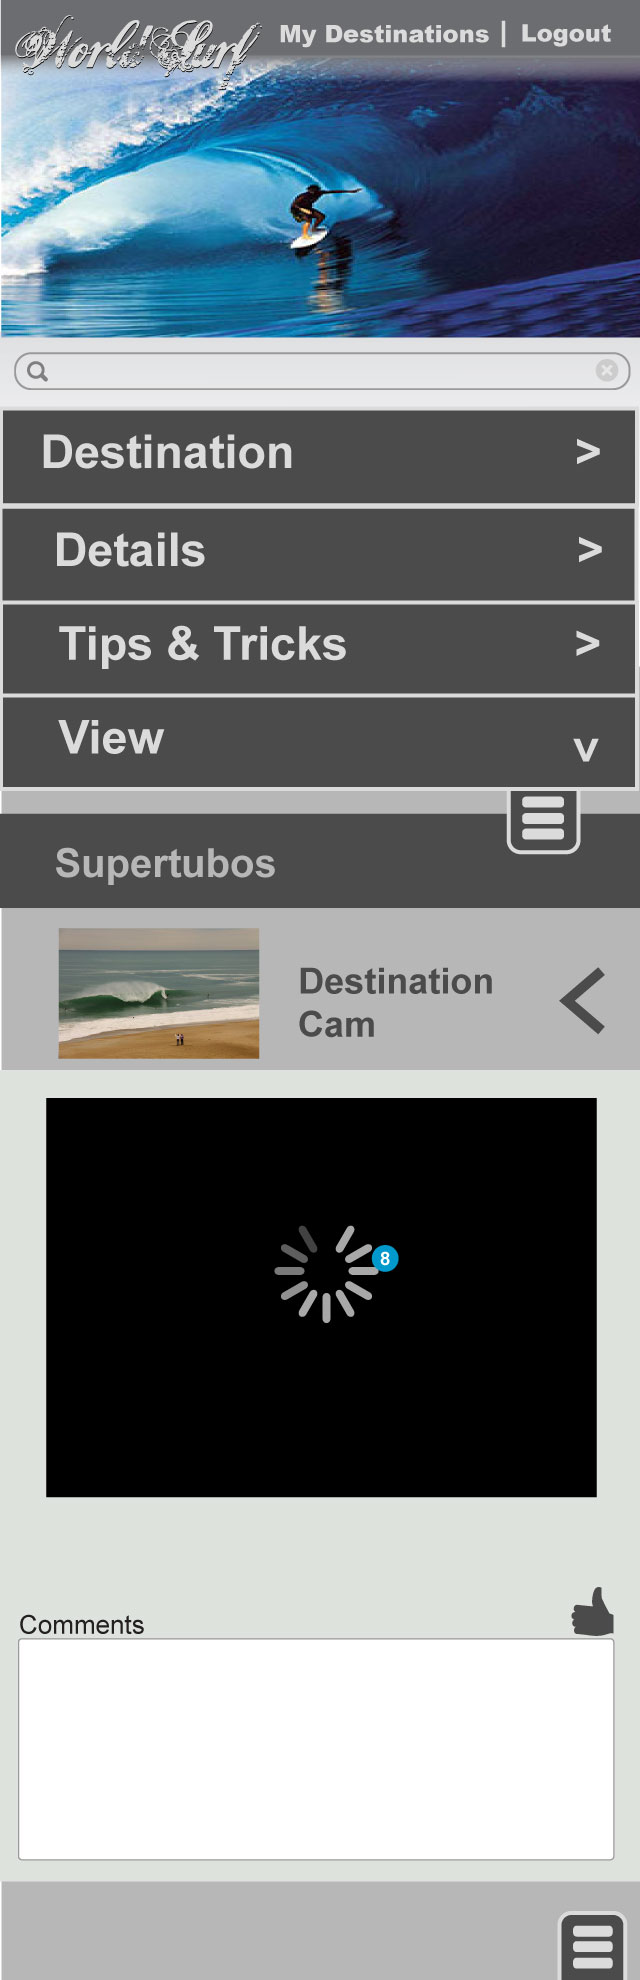 World Surf
My Destinations | Logout
Destination >
Details >
Tips & Tricks >
View v
Supertubos
Destination
Cam
8
Comments